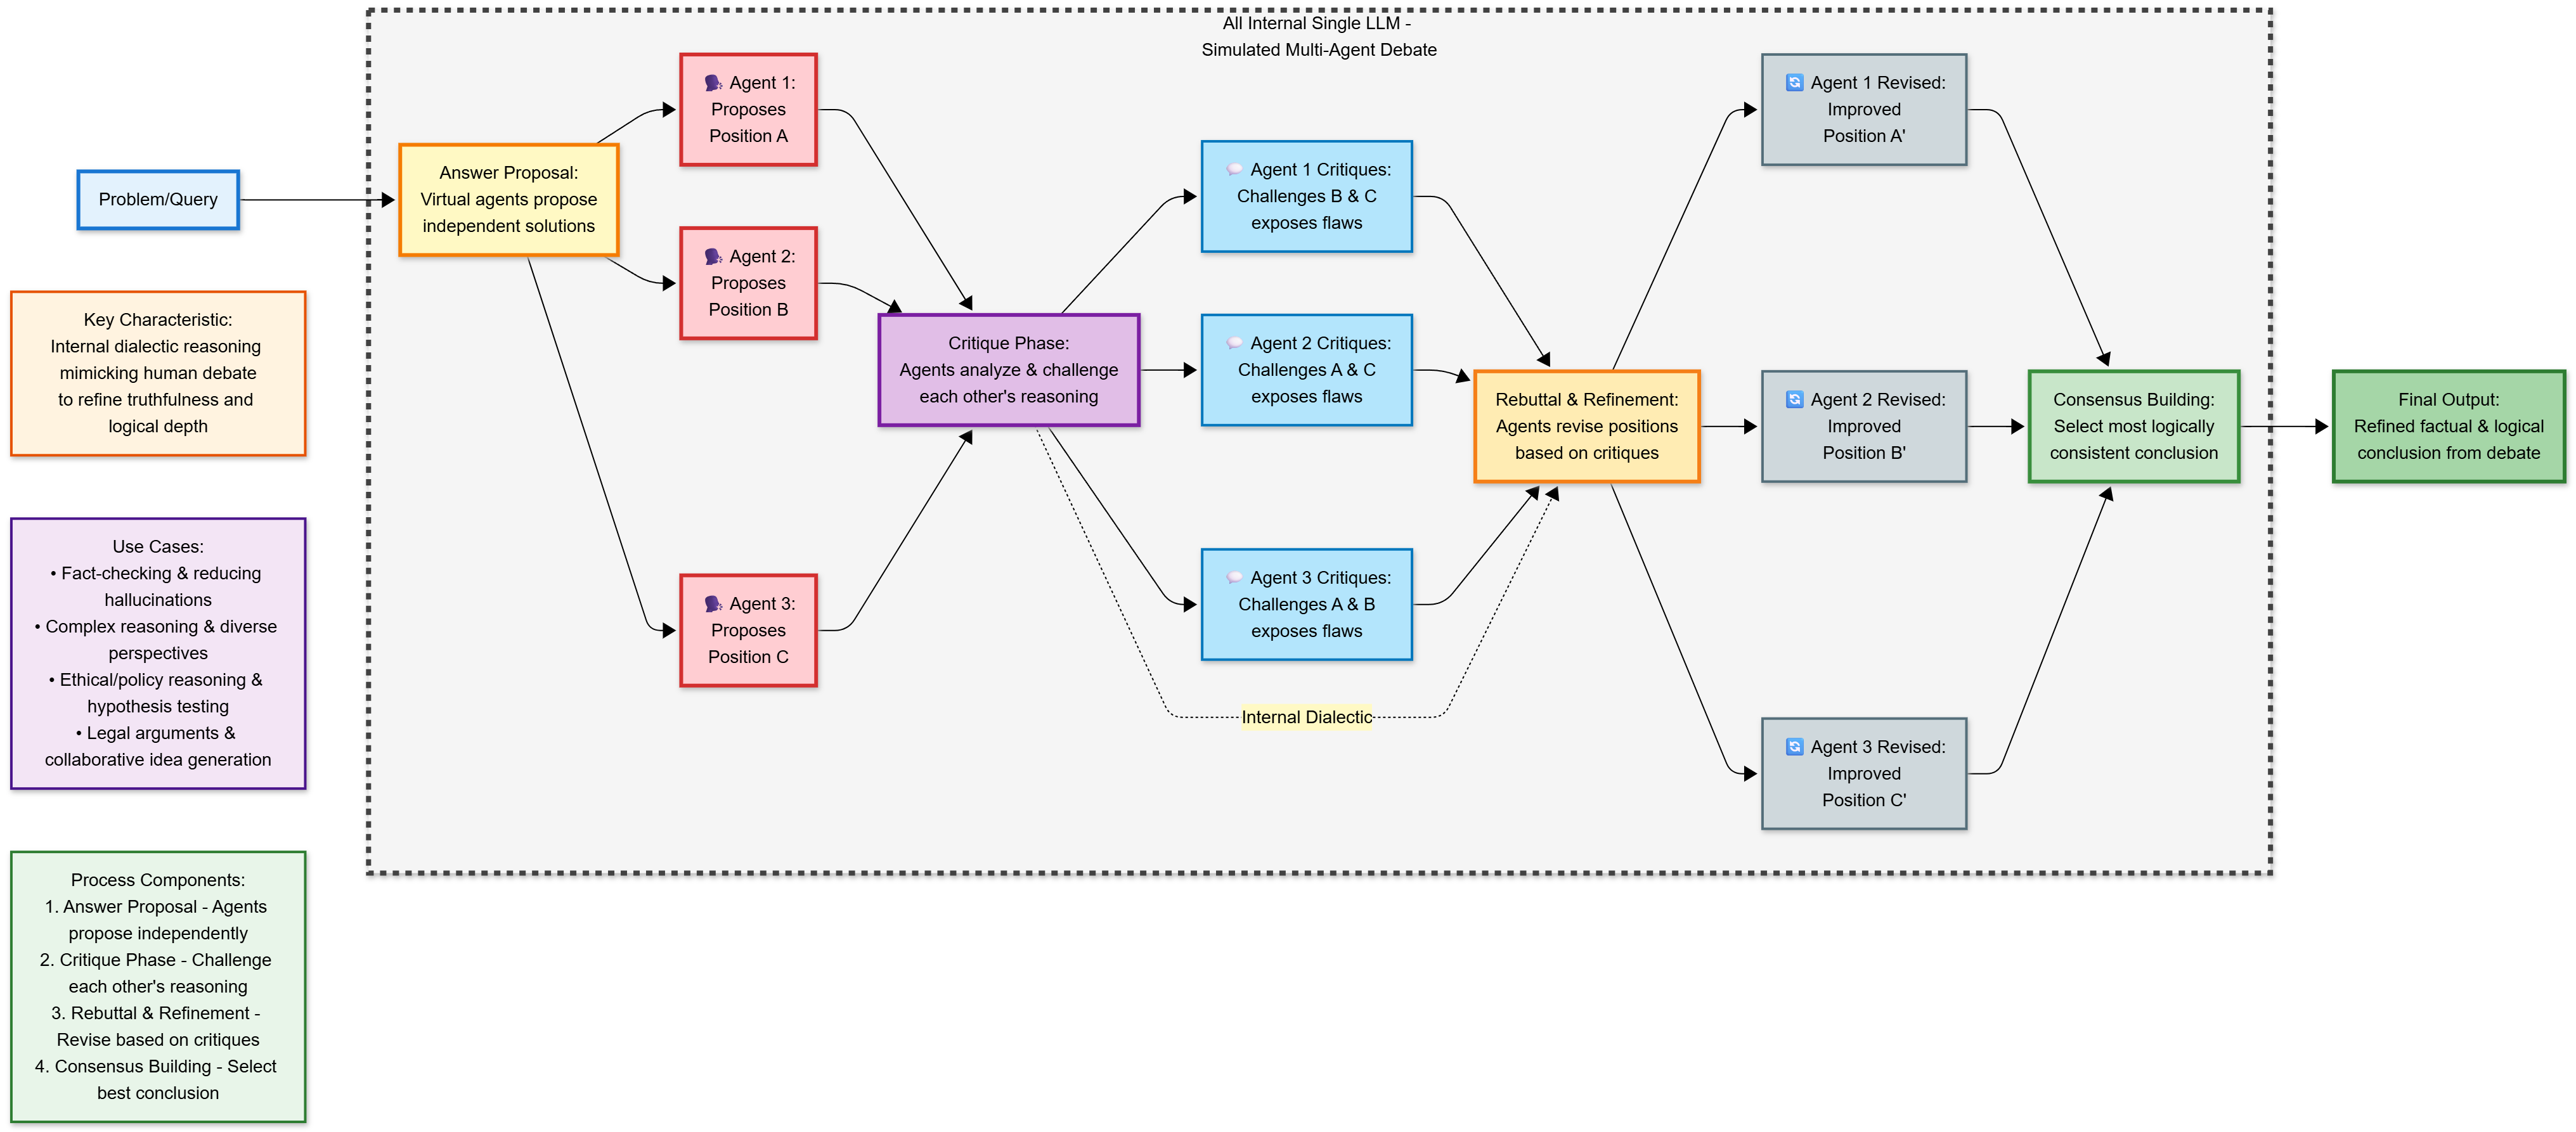 All Internal Single LLM -
Simulated Multi-Agent Debate
Problem/Query
Answer Proposal:
Virtual agents propose
independent solutions
Agent 1:
Proposes
Position A
Agent 2:
Proposes
Position B
Agent 3:
Proposes
Position C
Critique Phase:
Agents analyze & challenge
each other's reasoning
Agent 1 Critiques:
Challenges B & C
exposes flaws
Agent 2 Critiques:
Challenges A & C
exposes flaws
Agent 3 Critiques:
Challenges A & B
exposes flaws
Internal Dialectic
Rebuttal & Refinement:
Agents revise positions
based on critiques
Agent 1 Revised:
Improved
Position A'
Agent 2 Revised:
Improved
Position B'
Agent 3 Revised:
Improved
Position C'
Consensus Building:
Select most logically
consistent conclusion
Final Output:
Refined factual & logical
conclusion from debate
Key Characteristic:
Internal dialectic reasoning
mimicking human debate
to refine truthfulness and
logical depth
Use Cases:
• Fact-checking & reducing
hallucinations
• Complex reasoning & diverse
perspectives
• Ethical/policy reasoning &
hypothesis testing
• Legal arguments &
collaborative idea generation
Process Components:
1. Answer Proposal - Agents
propose independently
2. Critique Phase - Challenge
each other's reasoning
3. Rebuttal & Refinement -
Revise based on critiques
4. Consensus Building - Select
best conclusion